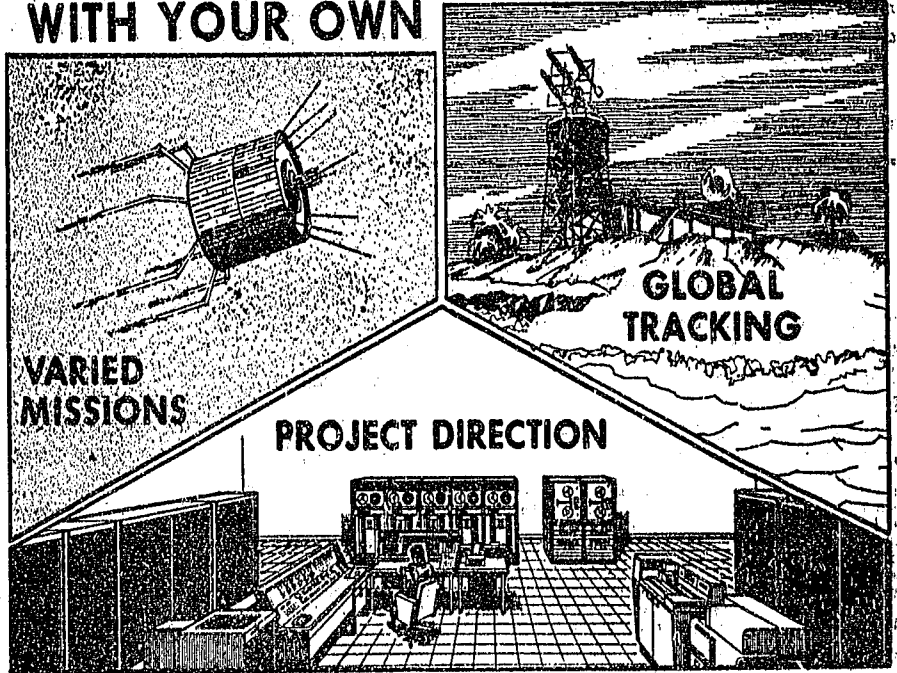 WITH YOUR OWN
VARIED
MISSIONS
GLOBAL
TRACKING
PROJECT DIRECTION